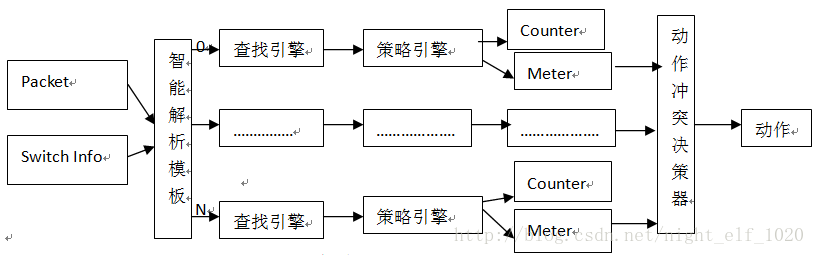 Packet
Switch Info
智能解析模板
0
查找引擎
策略引擎
Counter
Meter
……………
……………….
……………….
N
查找引擎
策略引擎
Counter
Meter
动作冲突决策器
动作
http://blog.csdn.net/night_elf_1020